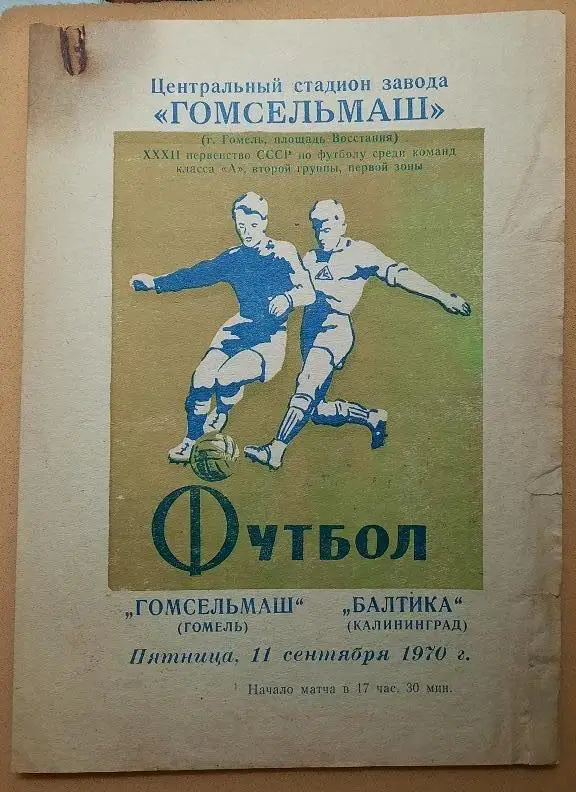 Центральный стадион завода
«ГОМСЕЛЬМАШ»
(г. Гомель, площадь Восстания)
XXXII первенство СССР по футболу среди команд
класса «А», второй группы, первой зоны
ФУТБОЛ
„ГОМСЕЛЬМАШ“ „БАЛТИКА“
(ГОМЕЛЬ) (КАЛИНИНГРАД)
Пятница, 11 сентября 1970 г.
Начало матча в 17 час. 30 мин.